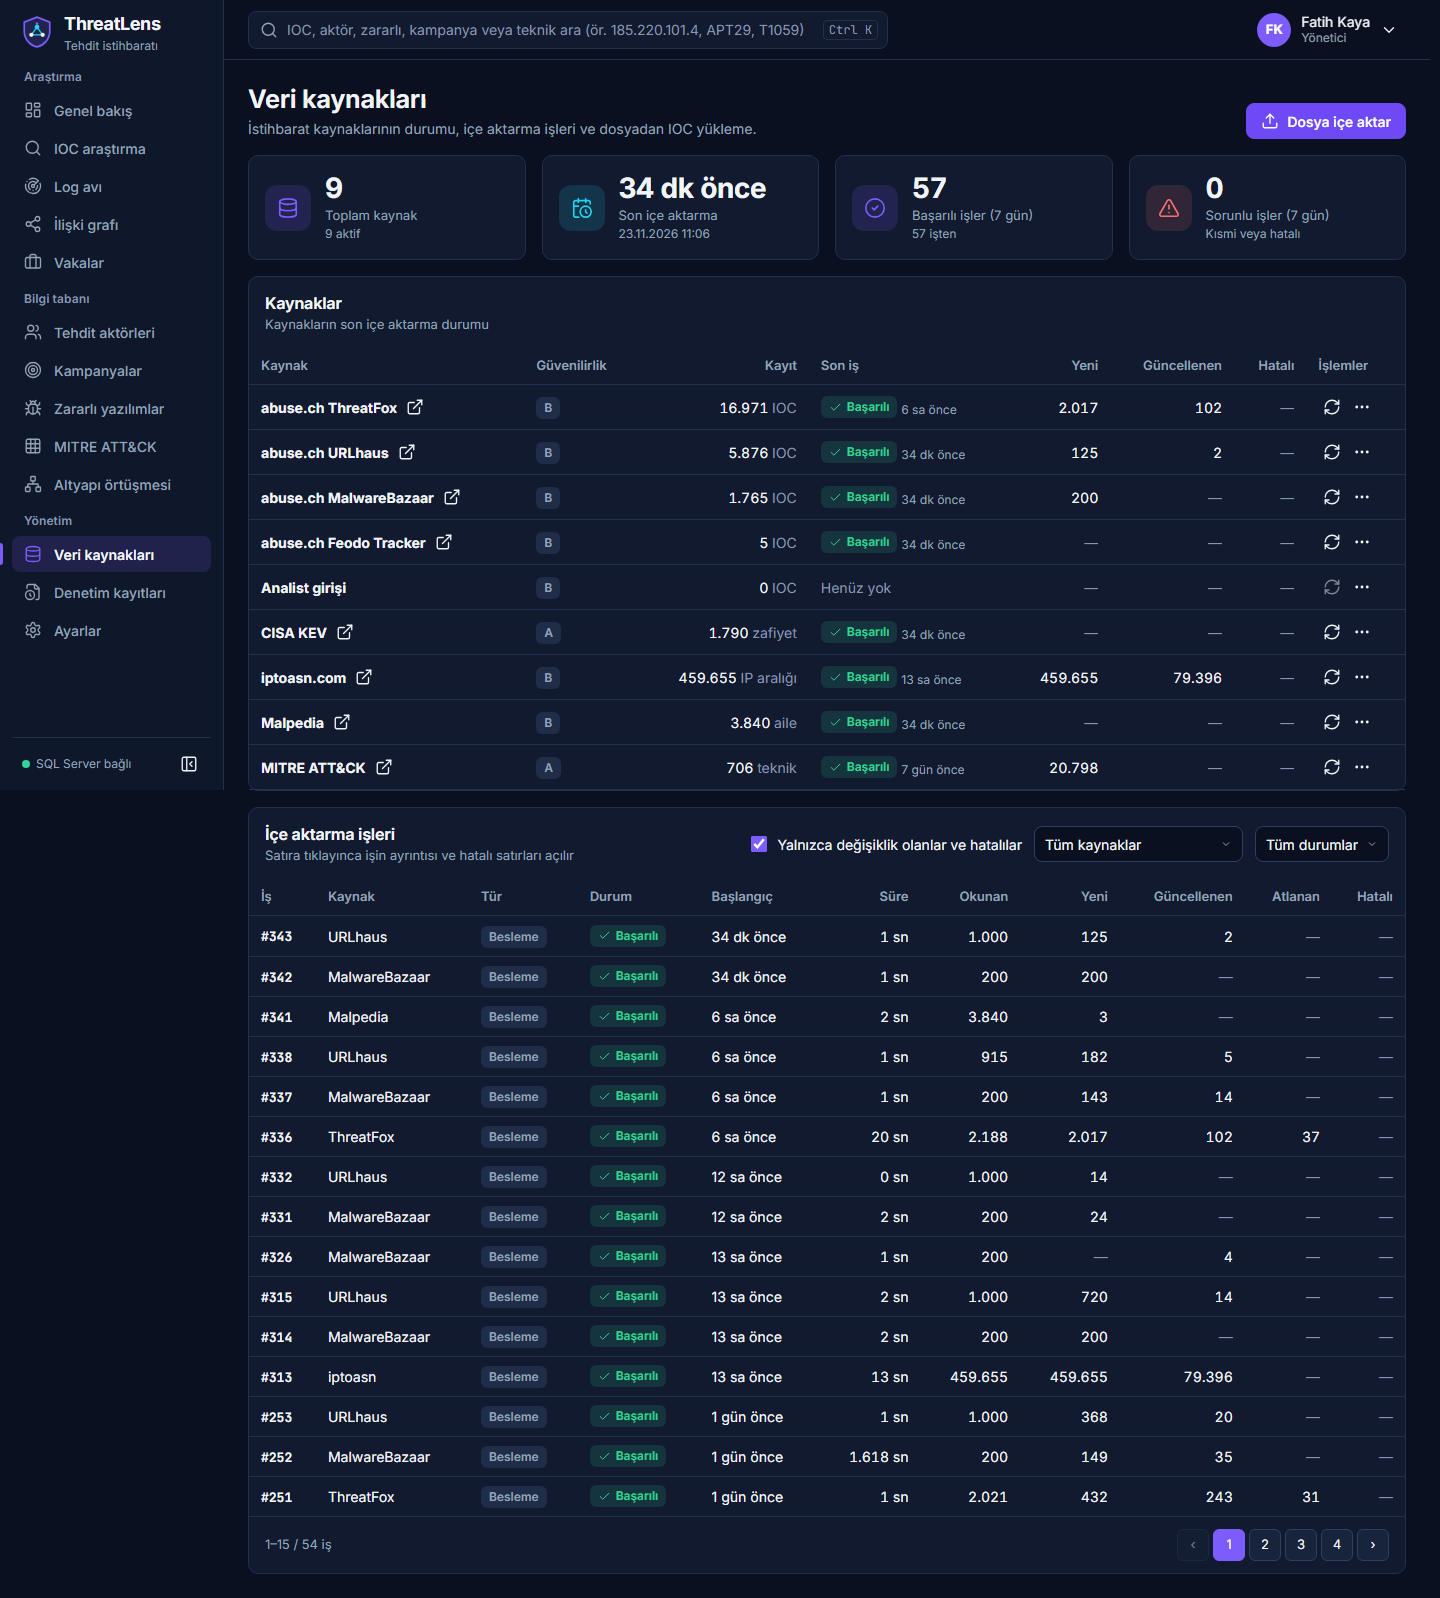 ThreatLens
Tehdit istihbaratı
Araştırma
Genel bakış
IOC araştırma
Log avı
İlişki grafı
Vakalar
Bilgi tabanı
Tehdit aktörleri
Kampanyalar
Zararlı yazılımlar
MITRE ATT&CK
Altyapı örtüşmesi
Yönetim
Veri kaynakları
Denetim kayıtları
Ayarlar
SQL Server bağlı
IOC, aktör, zararlı, kampanya veya teknik ara (ör. 185.220.101.4, APT29, T1059) Ctrl K
FK Fatih Kaya
Yönetici
Veri kaynakları
İstihbarat kaynaklarının durumu, içe aktarma işleri ve dosyadan IOC yükleme.
Dosya içe aktar
9
Toplam kaynak
9 aktif
34 dk önce
Son içe aktarma
23.11.2026 11:06
57
Başarılı işler (7 gün)
57 işten
0
Sorunlu işler (7 gün)
Kısmi veya hatalı
Kaynaklar
Kaynakların son içe aktarma durumu
Kaynak Güvenilirlik Kayıt Son iş Yeni Güncellenen Hatalı İşlemler
abuse.ch ThreatFox B 16.971 IOC Başarılı 6 sa önce 2.017 102 —
abuse.ch URLhaus B 5.876 IOC Başarılı 34 dk önce 125 2 —
abuse.ch MalwareBazaar B 1.765 IOC Başarılı 34 dk önce 200 — —
abuse.ch Feodo Tracker B 5 IOC Başarılı 34 dk önce — — —
Analist girişi B 0 IOC Henüz yok — — —
CISA KEV A 1.790 zafiyet Başarılı 34 dk önce — — —
iptoasn.com B 459.655 IP aralığı Başarılı 13 sa önce 459.655 79.396 —
Malpedia B 3.840 aile Başarılı 34 dk önce — — —
MITRE ATT&CK A 706 teknik Başarılı 7 gün önce 20.798 — —
İçe aktarma işleri
Satıra tıklayınca işin ayrıntısı ve hatalı satırları açılır
Yalnızca değişiklik olanlar ve hatalılar Tüm kaynaklar Tüm durumlar
İş Kaynak Tür Durum Başlangıç Süre Okunan Yeni Güncellenen Atlanan Hatalı
#343 URLhaus Besleme Başarılı 34 dk önce 1 sn 1.000 125 2 — —
#342 MalwareBazaar Besleme Başarılı 34 dk önce 1 sn 200 200 — — —
#341 Malpedia Besleme Başarılı 6 sa önce 2 sn 3.840 3 — — —
#338 URLhaus Besleme Başarılı 6 sa önce 1 sn 915 182 5 — —
#337 MalwareBazaar Besleme Başarılı 6 sa önce 1 sn 200 143 14 — —
#336 ThreatFox Besleme Başarılı 6 sa önce 20 sn 2.188 2.017 102 37 —
#332 URLhaus Besleme Başarılı 12 sa önce 0 sn 1.000 14 — — —
#331 MalwareBazaar Besleme Başarılı 12 sa önce 2 sn 200 24 — — —
#326 MalwareBazaar Besleme Başarılı 13 sa önce 1 sn 200 — 4 — —
#315 URLhaus Besleme Başarılı 13 sa önce 2 sn 1.000 720 14 — —
#314 MalwareBazaar Besleme Başarılı 13 sa önce 2 sn 200 200 — — —
#313 iptoasn Besleme Başarılı 13 sa önce 13 sn 459.655 459.655 79.396 — —
#253 URLhaus Besleme Başarılı 1 gün önce 1 sn 1.000 368 20 — —
#252 MalwareBazaar Besleme Başarılı 1 gün önce 1.618 sn 200 149 35 — —
#251 ThreatFox Besleme Başarılı 1 gün önce 1 sn 2.021 432 243 31 —
1–15 / 54 iş ‹ 1 2 3 4 ›